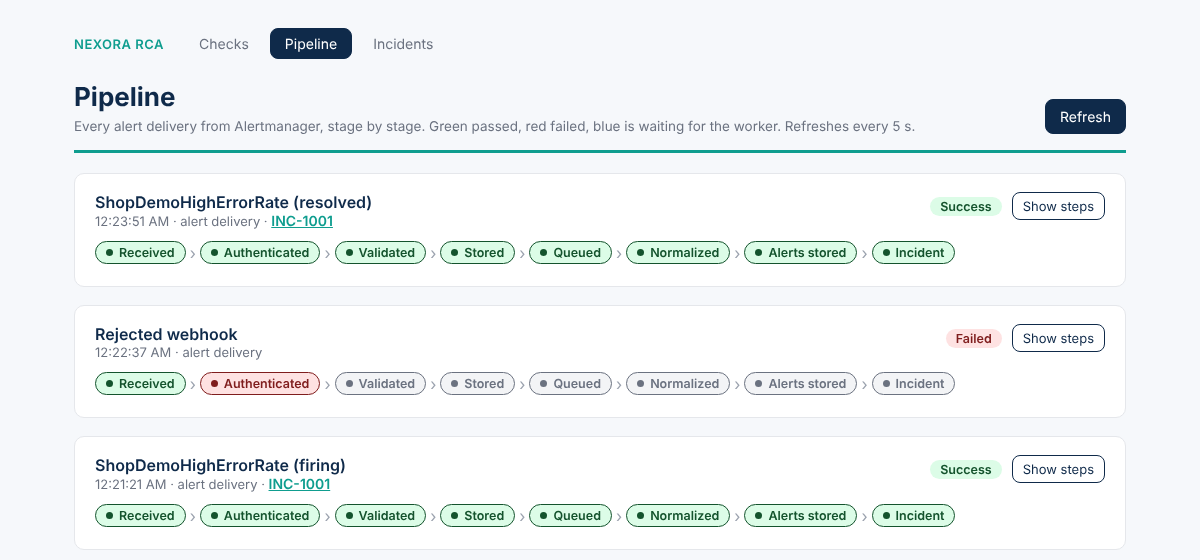 NEXORA RCA Checks Pipeline Incidents
Pipeline
Every alert delivery from Alertmanager, stage by stage. Green passed, red failed, blue is waiting for the worker. Refreshes every 5 s.
Refresh
ShopDemoHighErrorRate (resolved)
12:23:51 AM · alert delivery · INC-1001
Success Show steps
Received › Authenticated › Validated › Stored › Queued › Normalized › Alerts stored › Incident
Rejected webhook
12:22:37 AM · alert delivery
Failed Show steps
Received › Authenticated › Validated › Stored › Queued › Normalized › Alerts stored › Incident
ShopDemoHighErrorRate (firing)
12:21:21 AM · alert delivery · INC-1001
Success Show steps
Received › Authenticated › Validated › Stored › Queued › Normalized › Alerts stored › Incident